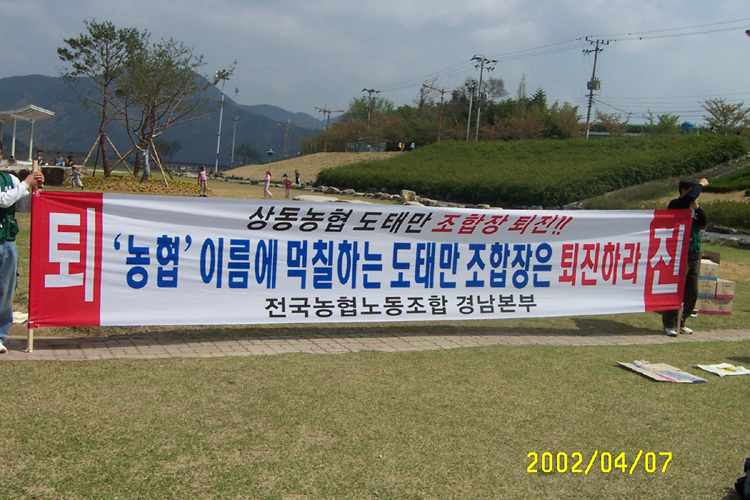 상동농협 도태만 조합장 퇴진!!
퇴 '농협' 이름에 먹칠하는 도태만 조합장은 퇴진하라 진
전국농협노동조합 경남본부
2002/04/07